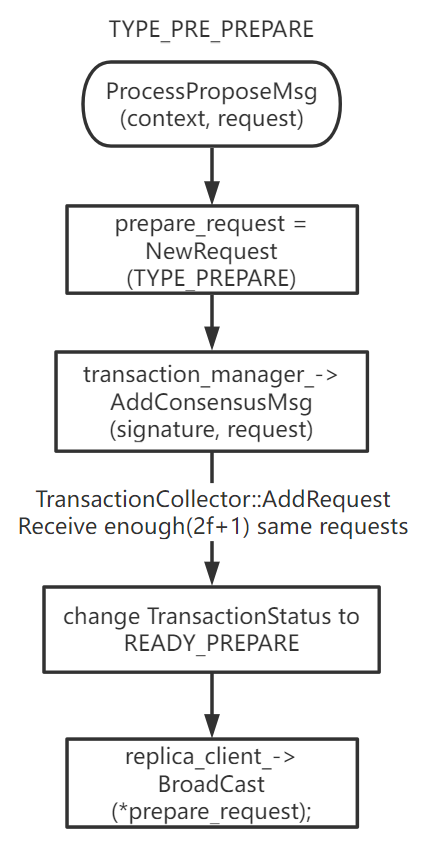 TYPE_PRE_PREPARE
ProcessProposeMsg
(context, request)
prepare_request =
NewRequest
(TYPE_PREPARE)
transaction_manager_->
AddConsensusMsg
(signature, request)
TransactionCollector::AddRequest
Receive enough(2f+1) same requests
change TransactionStatus to
READY_PREPARE
replica_client_->
BroadCast
(*prepare_request);